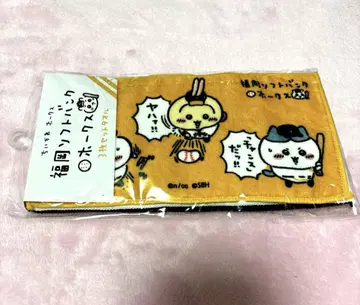 ちいかわ ホークス
福岡ソフトバンク
ホークス
3枚セットタオル
福岡ソフトバンク
ホークス
ヤハッ!!
©n/cq ©SBH